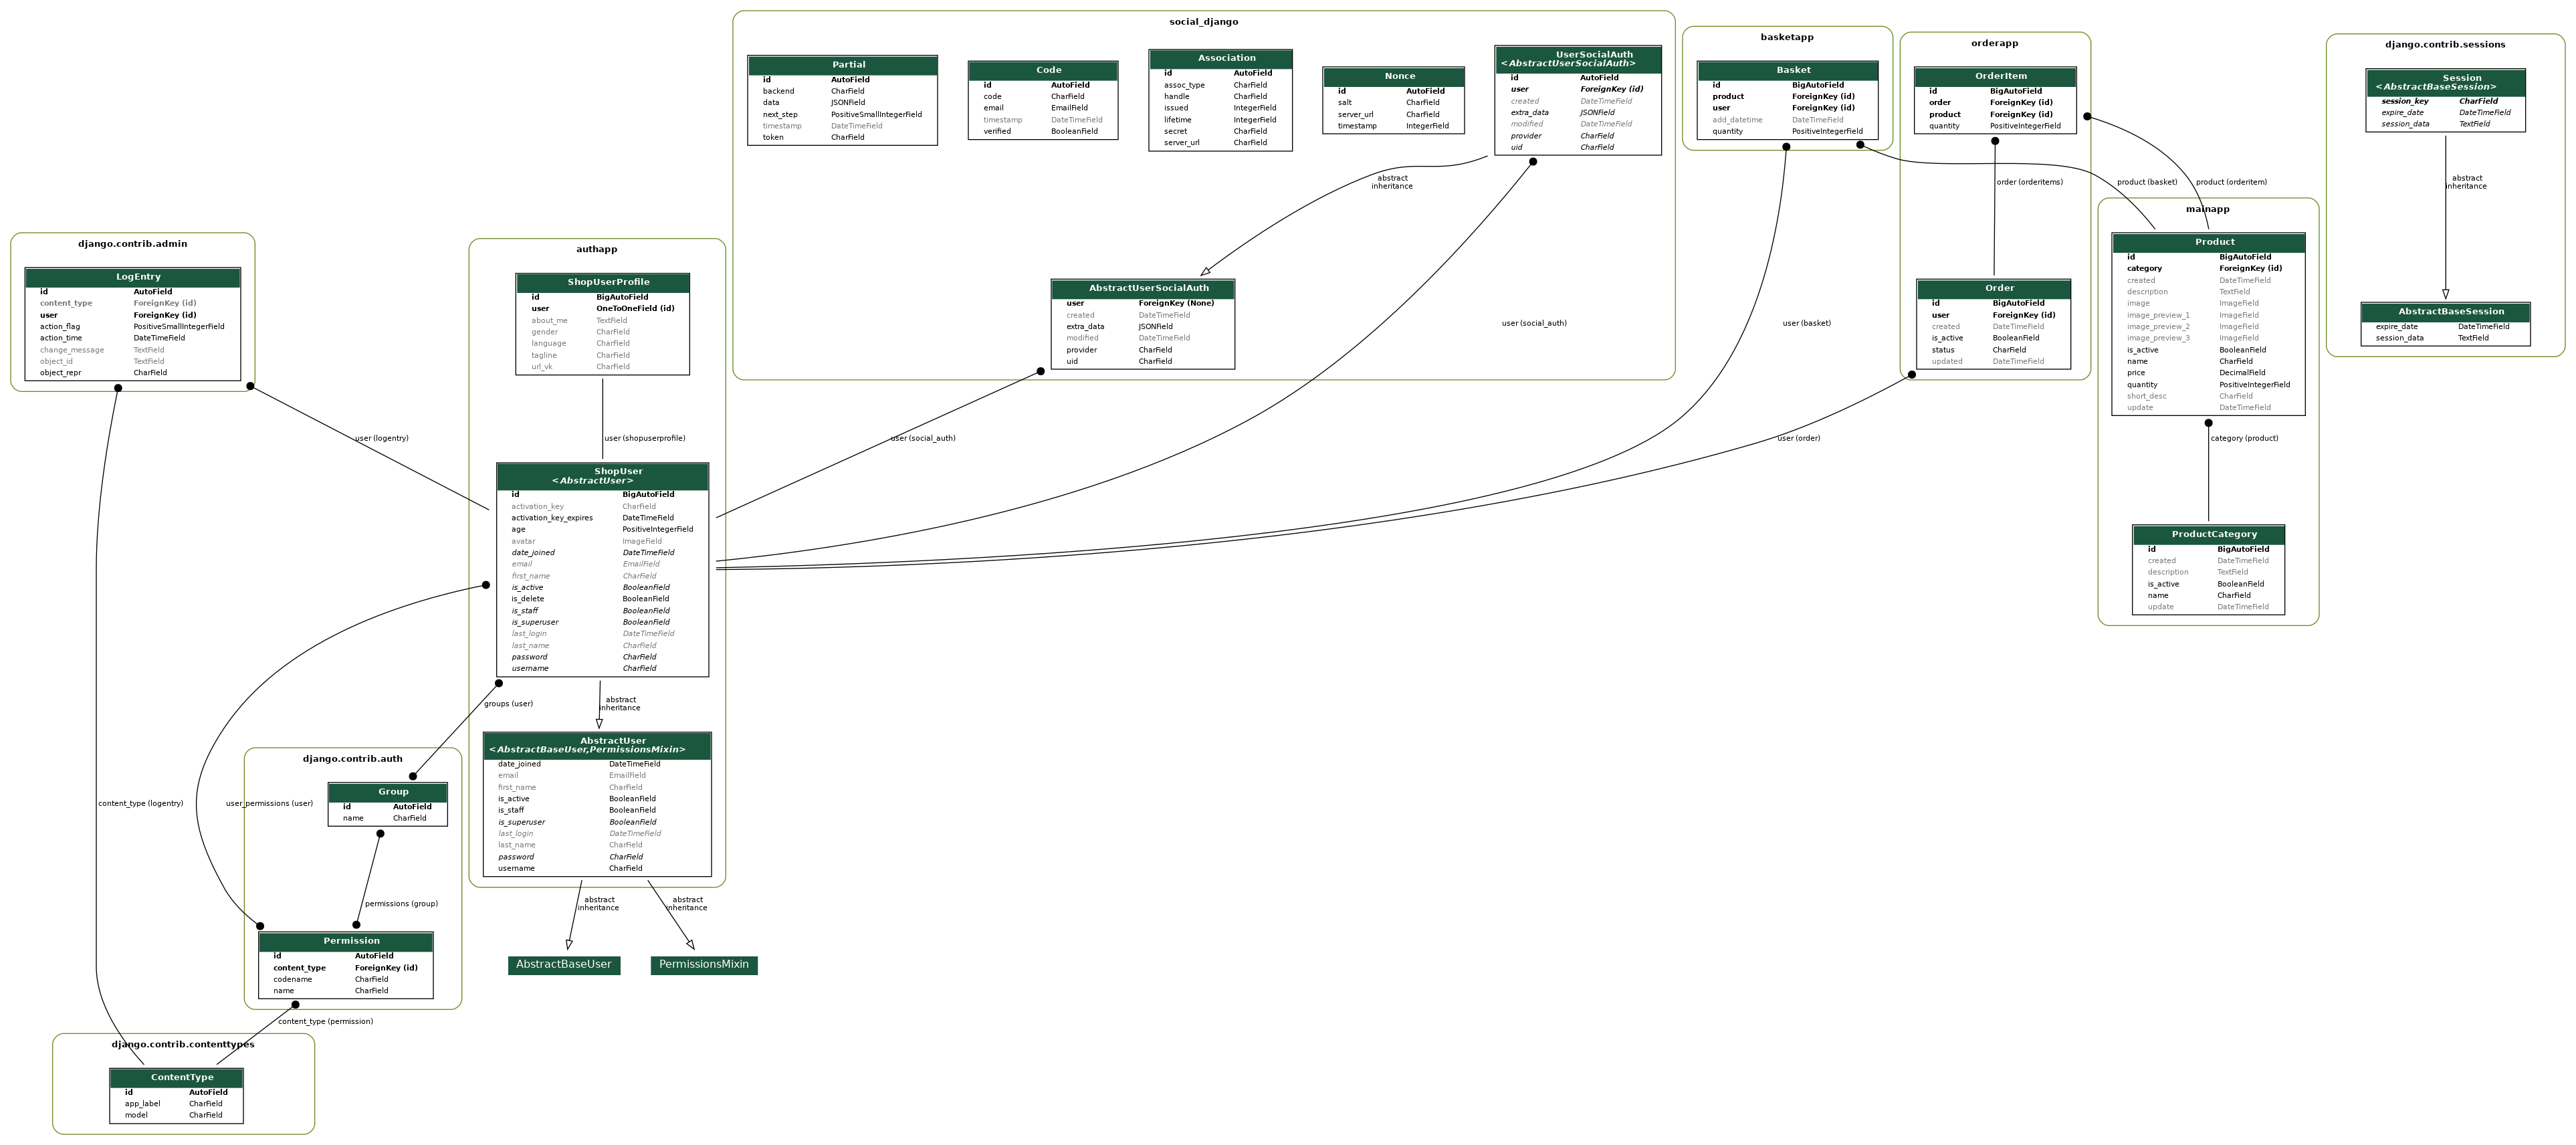 social_django
Partial
id AutoField
backend CharField
data JSONField
next_step PositiveSmallIntegerField
timestamp DateTimeField
token CharField
Code
id AutoField
code CharField
email EmailField
timestamp DateTimeField
verified BooleanField
Association
id AutoField
assoc_type CharField
handle CharField
issued IntegerField
lifetime IntegerField
secret CharField
server_url CharField
Nonce
id AutoField
salt CharField
server_url CharField
timestamp IntegerField
UserSocialAuth
<AbstractUserSocialAuth>
id AutoField
user ForeignKey (id)
created DateTimeField
extra_data JSONField
modified DateTimeField
provider CharField
uid CharField
abstract
inheritance
AbstractUserSocialAuth
user ForeignKey (None)
created DateTimeField
extra_data JSONField
modified DateTimeField
provider CharField
uid CharField
user (social_auth)
user (social_auth)
basketapp
Basket
id BigAutoField
product ForeignKey (id)
user ForeignKey (id)
add_datetime DateTimeField
quantity PositiveIntegerField
product (basket)
user (basket)
orderapp
OrderItem
id BigAutoField
order ForeignKey (id)
product ForeignKey (id)
quantity PositiveIntegerField
order (orderitems)
product (orderitem)
Order
id BigAutoField
user ForeignKey (id)
created DateTimeField
is_active BooleanField
status CharField
updated DateTimeField
user (order)
mainapp
Product
id BigAutoField
category ForeignKey (id)
created DateTimeField
description TextField
image ImageField
image_preview_1 ImageField
image_preview_2 ImageField
image_preview_3 ImageField
is_active BooleanField
name CharField
price DecimalField
quantity PositiveIntegerField
short_desc CharField
update DateTimeField
category (product)
ProductCategory
id BigAutoField
created DateTimeField
description TextField
is_active BooleanField
name CharField
update DateTimeField
django.contrib.sessions
Session
<AbstractBaseSession>
session_key CharField
expire_date DateTimeField
session_data TextField
abstract
inheritance
AbstractBaseSession
expire_date DateTimeField
session_data TextField
django.contrib.admin
LogEntry
id AutoField
content_type ForeignKey (id)
user ForeignKey (id)
action_flag PositiveSmallIntegerField
action_time DateTimeField
change_message TextField
object_id TextField
object_repr CharField
user (logentry)
content_type (logentry)
authapp
ShopUserProfile
id BigAutoField
user OneToOneField (id)
about_me TextField
gender CharField
language CharField
tagline CharField
url_vk CharField
user (shopuserprofile)
ShopUser
<AbstractUser>
id BigAutoField
activation_key CharField
activation_key_expires DateTimeField
age PositiveIntegerField
avatar ImageField
date_joined DateTimeField
email EmailField
first_name CharField
is_active BooleanField
is_delete BooleanField
is_staff BooleanField
is_superuser BooleanField
last_login DateTimeField
last_name CharField
password CharField
username CharField
groups (user)
user_permissions (user)
abstract
inheritance
AbstractUser
<AbstractBaseUser,PermissionsMixin>
date_joined DateTimeField
email EmailField
first_name CharField
is_active BooleanField
is_staff BooleanField
is_superuser BooleanField
last_login DateTimeField
last_name CharField
password CharField
username CharField
abstract
inheritance
abstract
inheritance
AbstractBaseUser
PermissionsMixin
django.contrib.auth
Group
id AutoField
name CharField
permissions (group)
Permission
id AutoField
content_type ForeignKey (id)
codename CharField
name CharField
content_type (permission)
django.contrib.contenttypes
ContentType
id AutoField
app_label CharField
model CharField